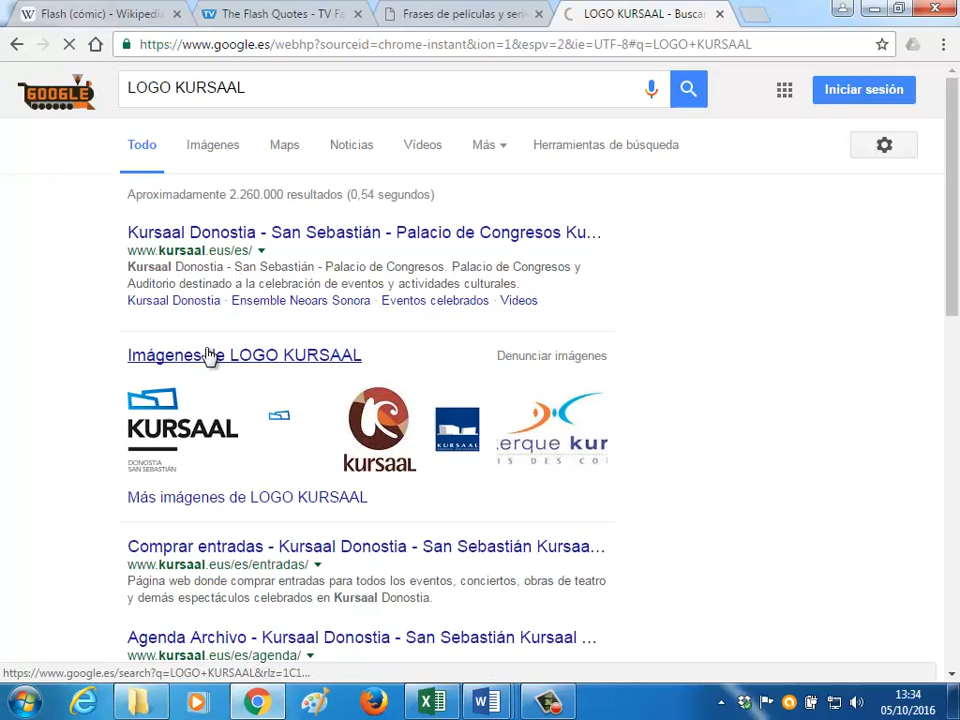 Flash (cómic) - Wikipedi
The Flash Quotes - TV Fa
Frases de películas y serie
LOGO KURSAAL - Buscar
https://www.google.es/webhp?sourceid=chrome-instant&ion=1&espv=2&ie=UTF-8#q=LOGO+KURSAAL
GOOGLE
LOGO KURSAAL
Iniciar sesión
Todo
Imágenes
Maps
Noticias
Vídeos
Más
Herramientas de búsqueda
Aproximadamente 2.260.000 resultados (0,54 segundos)
Kursaal Donostia - San Sebastián - Palacio de Congresos Ku...
www.kursaal.eus/es/
Kursaal Donostia - San Sebastián - Palacio de Congresos. Palacio de Congresos y
Auditorio destinado a la celebración de eventos y actividades culturales.
Kursaal Donostia · Ensemble Neoars Sonora · Eventos celebrados · Videos
Imágenes de LOGO KURSAAL
Denunciar imágenes
KURSAAL
DONOSTIA
SAN SEBASTIÁN
kursaal
KURSAAL
erque kur
IS DES CO
Más imágenes de LOGO KURSAAL
Comprar entradas - Kursaal Donostia - San Sebastián Kursaa...
www.kursaal.eus/es/entradas/
Página web donde comprar entradas para todos los eventos, conciertos, obras de teatro
y demás espectáculos celebrados en Kursaal Donostia.
Agenda Archivo - Kursaal Donostia - San Sebastián Kursaal ...
www.kursaal.eus/es/agenda/
https://www.google.es/search?q=LOGO+KURSAAL&rlz=1C1...
13:34
05/10/2016